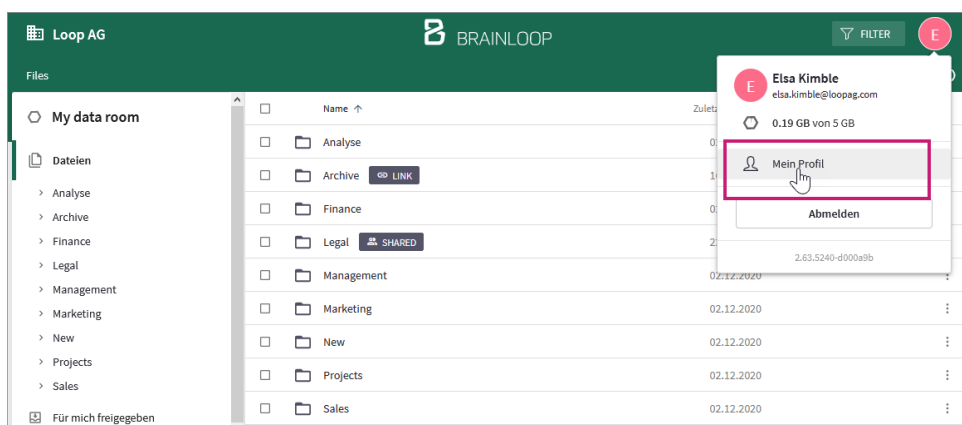 Loop AG
BRAINLOOP
FILTER
E
Files
E
Elsa Kimble
elsa.kimble@loopag.com
0.19 GB von 5 GB
Mein Profil
Abmelden
2.63.5240-d000a9b
My data room
Dateien
Analyse
Archive
Finance
Legal
Management
Marketing
New
Projects
Sales
Für mich freigegeben
Name
Analyse
Archive LINK
Finance
Legal SHARED
Management 02.12.2020
Marketing 02.12.2020
New 02.12.2020
Projects 02.12.2020
Sales 02.12.2020